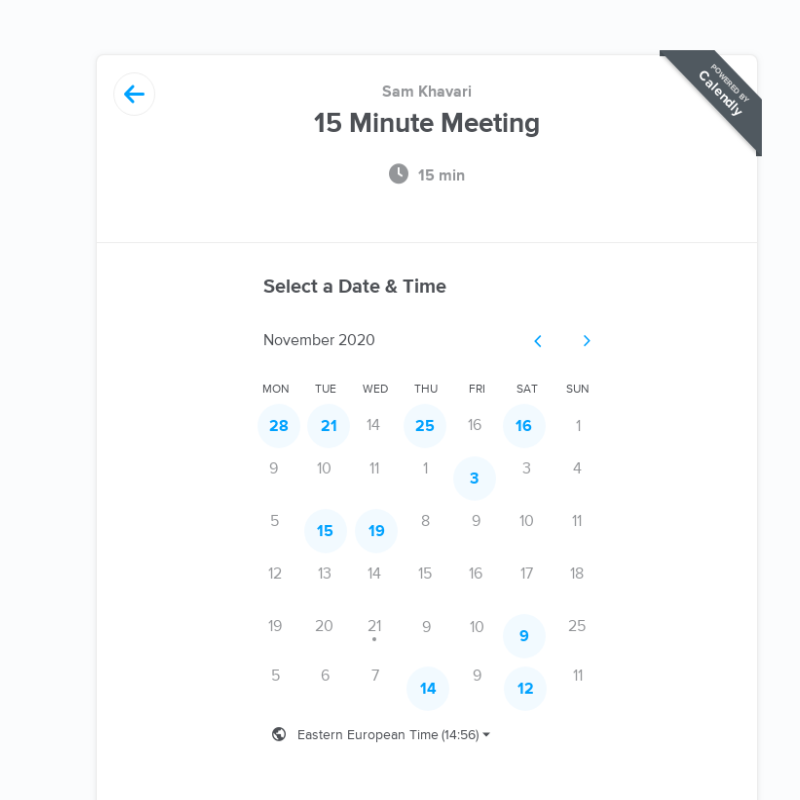 POWERED BY
Calendly
Sam Khavari
15 Minute Meeting
15 min
Select a Date & Time
November 2020
MON TUE WED THU FRI SAT SUN
28 21 14 25 16 16 1
9 10 11 1 3 3 4
5 15 19 8 9 10 11
12 13 14 15 16 17 18
19 20 21 9 10 9 25
5 6 7 14 9 12 11
Eastern European Time (14:56)